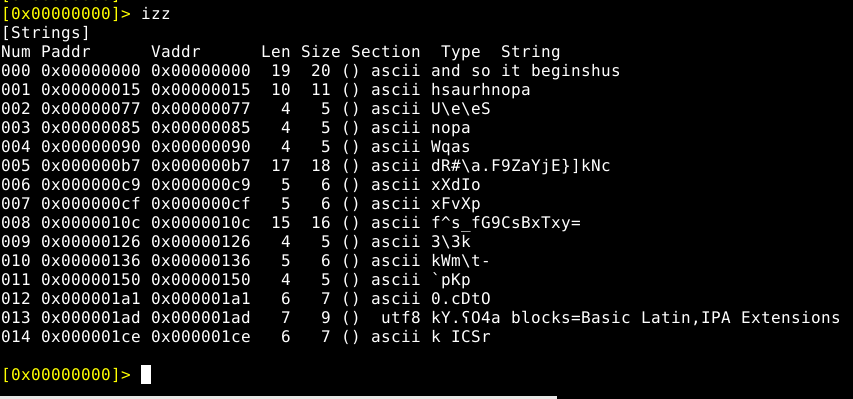 [0x00000000]> izz
[Strings]
Num Paddr      Vaddr      Len Size Section  Type  String
000 0x00000000 0x00000000  19  20 () ascii and so it beginshus
001 0x00000015 0x00000015  10  11 () ascii hsaurhnopa
002 0x00000077 0x00000077   4   5 () ascii U\e\eS
003 0x00000085 0x00000085   4   5 () ascii nopa
004 0x00000090 0x00000090   4   5 () ascii Wqas
005 0x000000b7 0x000000b7  17  18 () ascii dR#\a.F9ZaYjE}]kNc
006 0x000000c9 0x000000c9   5   6 () ascii xXdIo
007 0x000000cf 0x000000cf   5   6 () ascii xFvXp
008 0x0000010c 0x0000010c  15  16 () ascii f^s_fG9CsBxTxy=
009 0x00000126 0x00000126   4   5 () ascii 3\3k
010 0x00000136 0x00000136   5   6 () ascii kWm\t-
011 0x00000150 0x00000150   4   5 () ascii `pKp
012 0x000001a1 0x000001a1   6   7 () ascii 0.cDtO
013 0x000001ad 0x000001ad   7   9 ()  utf8 kY.ʕO4a blocks=Basic Latin,IPA Extensions
014 0x000001ce 0x000001ce   6   7 () ascii k ICSr
[0x00000000]>